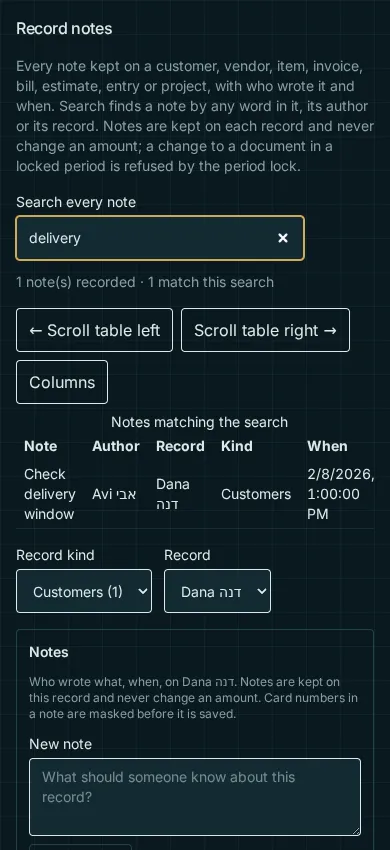 Record notes
Every note kept on a customer, vendor, item, invoice,
bill, estimate, entry or project, with who wrote it and
when. Search finds a note by any word in it, its author
or its record. Notes are kept on each record and never
change an amount; a change to a document in a
locked period is refused by the period lock.
Search every note
delivery ×
1 note(s) recorded · 1 match this search
← Scroll table left Scroll table right →
Columns
Notes matching the search
Note Author Record Kind When
Check delivery window Avi אבי Dana דנה Customers 2/8/2026, 1:00:00 PM
Record kind Record
Customers (1) Dana דנה
Notes
Who wrote what, when, on Dana דנה. Notes are kept on
this record and never change an amount. Card numbers in
a note are masked before it is saved.
New note
What should someone know about this
record?